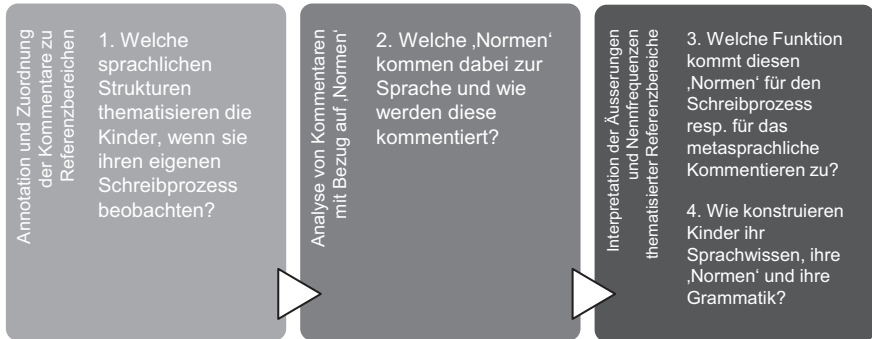 Annotation und Zuordnung
der Kommentare zu
Referenzbereichen
1. Welche
sprachlichen
Strukturen
thematisieren die
Kinder, wenn sie
ihren eigenen
Schreibprozess
beobachten?
Analyse von Kommentaren
mit Bezug auf ‚Normen‘
2. Welche ‚Normen‘
kommen dabei zur
Sprache und wie
werden diese
kommentiert?
Interpretation der Äusserungen
und Nennfrequenzen
thematisierter Referenzbereiche
3. Welche Funktion
kommt diesen
‚Normen‘ für den
Schreibprozess
resp. für das
metasprachliche
Kommentieren zu?
4. Wie konstruieren
Kinder ihr
Sprachwissen, ihre
‚Normen‘ und ihre
Grammatik?